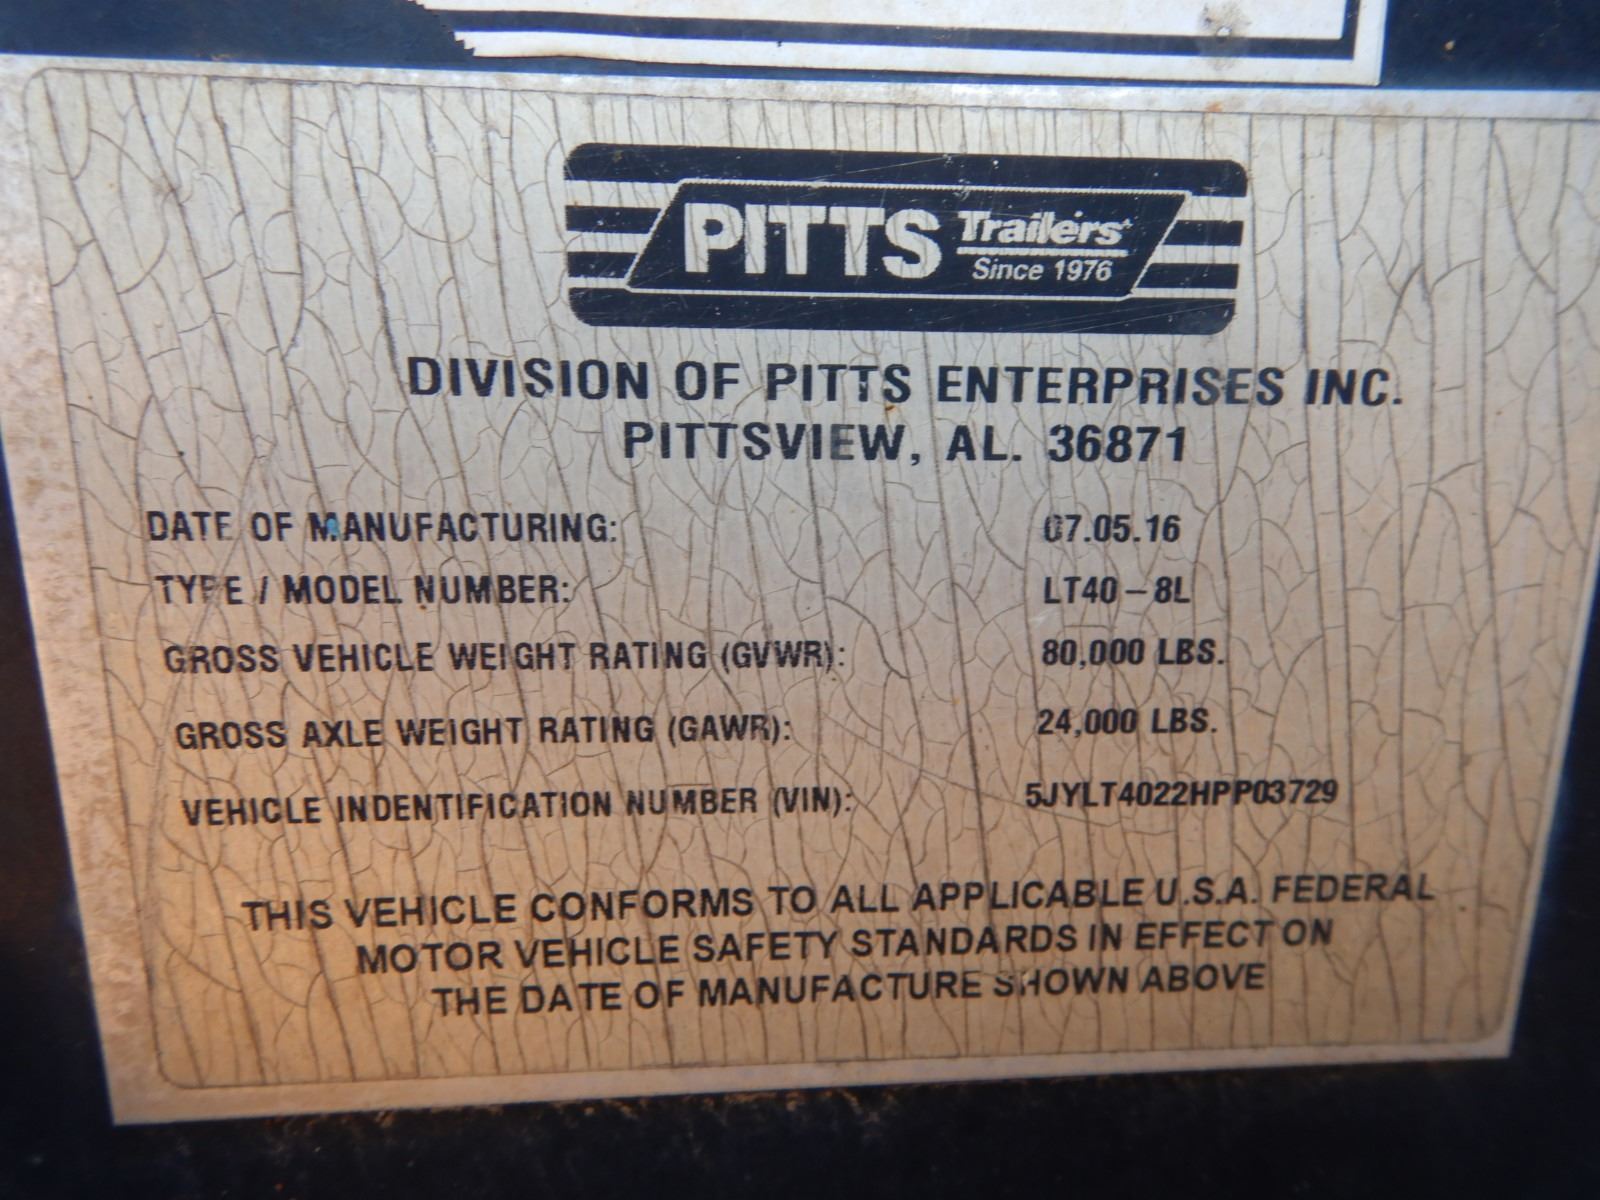 PITTS Trailers
Since 1976
DIVISION OF PITTS ENTERPRISES INC.
PITTSVIEW, AL. 36871
DATE OF MANUFACTURING: 07.05.16
TYPE / MODEL NUMBER: LT40-8L
GROSS VEHICLE WEIGHT RATING (GVWR): 80,000 LBS.
GROSS AXLE WEIGHT RATING (GAWR): 24,000 LBS.
VEHICLE INDENTIFICATION NUMBER (VIN): 5JYLT4022HPP03729
THIS VEHICLE CONFORMS TO ALL APPLICABLE U.S.A. FEDERAL
MOTOR VEHICLE SAFETY STANDARDS IN EFFECT ON
THE DATE OF MANUFACTURE SHOWN ABOVE